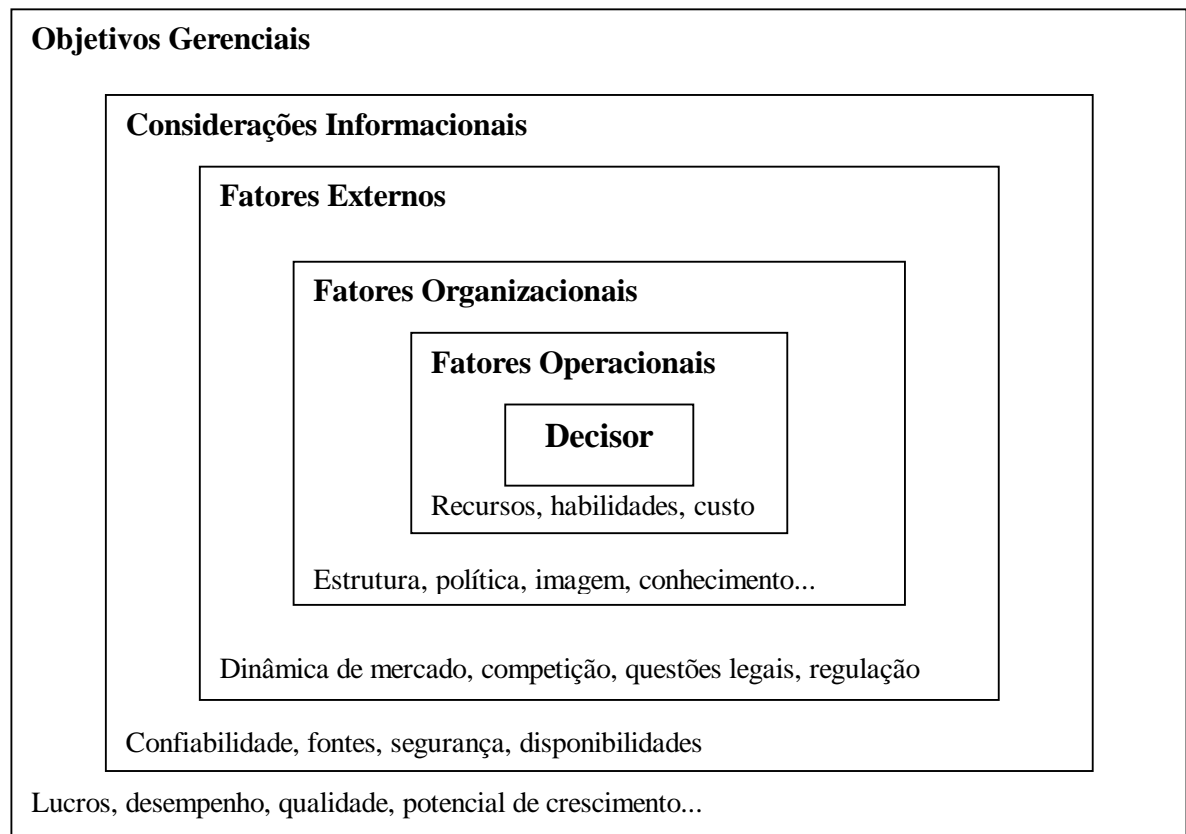 Objetivos Gerenciais
Considerações Informacionais
Fatores Externos
Fatores Organizacionais
Fatores Operacionais
Decisor
Recursos, habilidades, custo
Estrutura, política, imagem, conhecimento...
Dinâmica de mercado, competição, questões legais, regulação
Confiabilidade, fontes, segurança, disponibilidades
Lucros, desempenho, qualidade, potencial de crescimento...